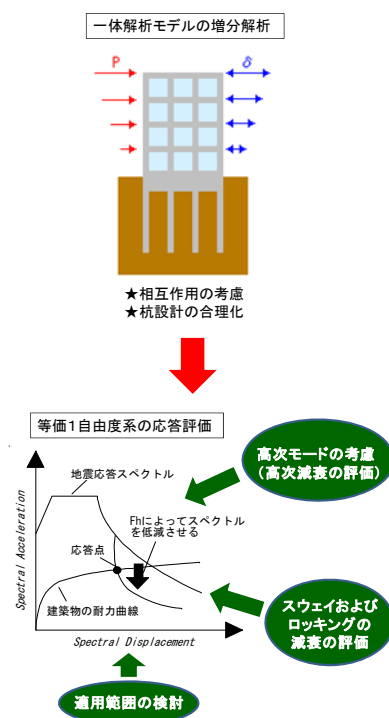 一体解析モデルの増分解析
P
δ
★相互作用の考慮
★杭設計の合理化
等価1自由度系の応答評価
高次モードの考慮
(高次減衰の評価)
地震応答スペクトル
Fhによってスペクトル
を低減させる
応答点
建築物の耐力曲線
Spectral Acceleration
Spectral Displacement
スウェイおよび
ロッキングの
減衰の評価
適用範囲の検討